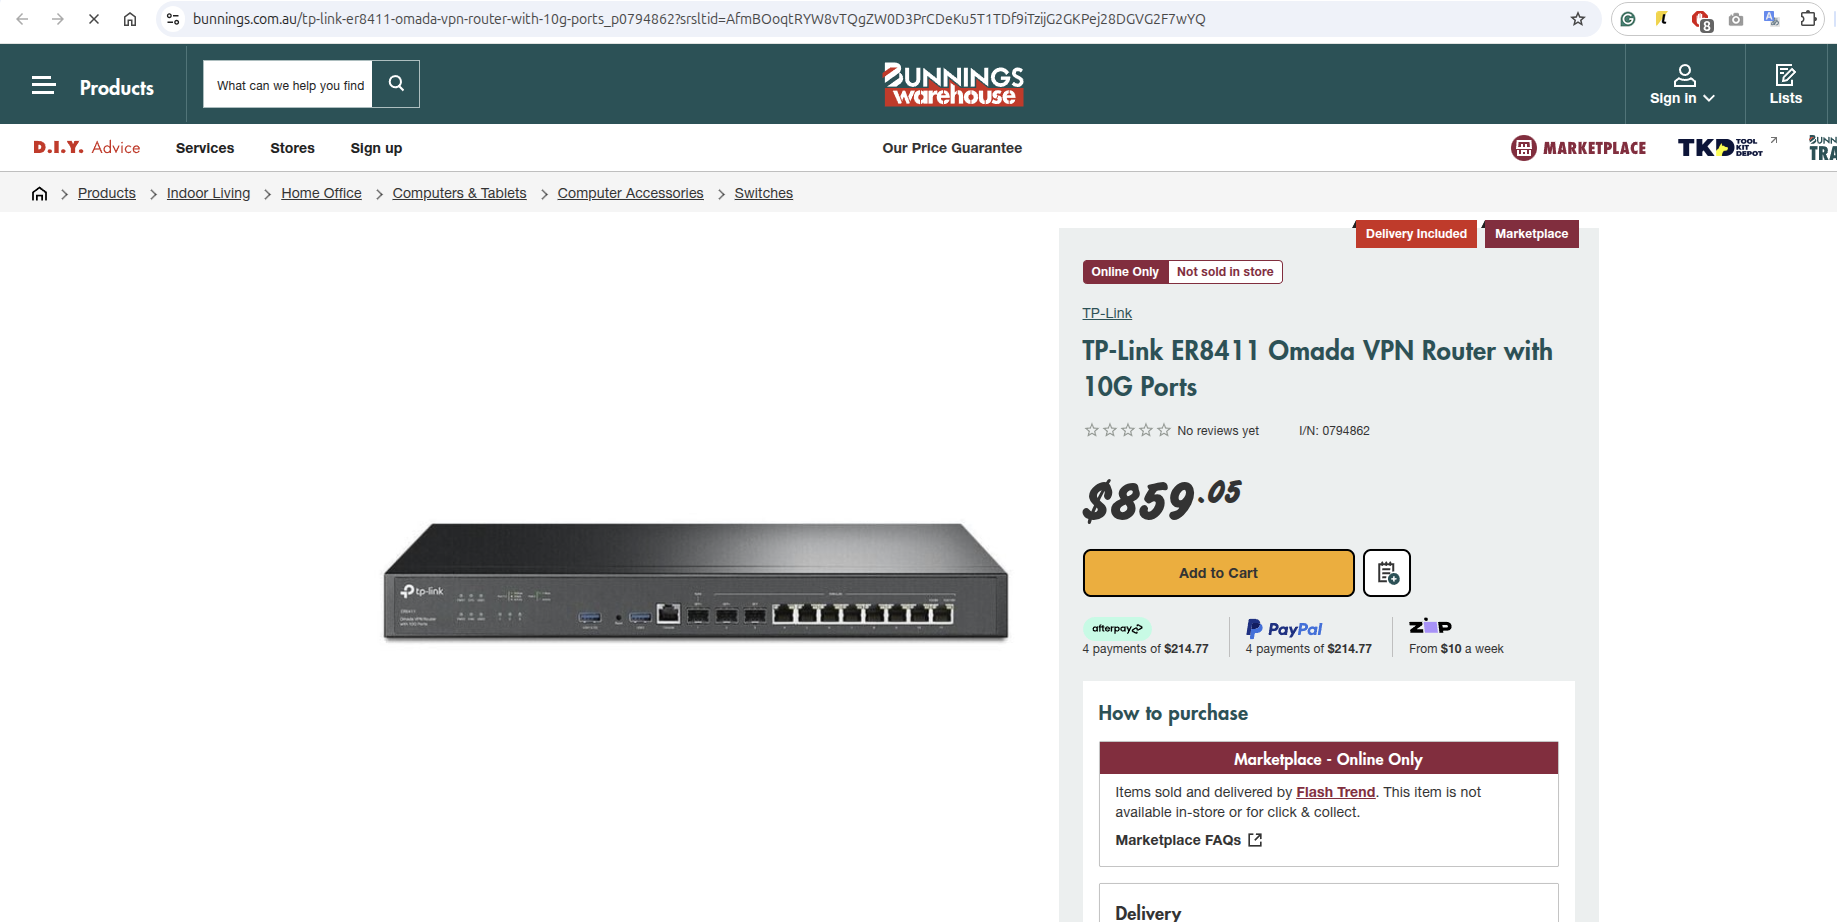 bunnings.com.au/tp-link-er8411-omada-vpn-router-with-10g-ports_p0794862?srsltid=AfmBOoqtRYW8vTQgZW0D3PrCDeKu5T1TDf9iTzijG2GKPej28DGVG2F7wYQ
8
Products
What can we help you find
BUNNINGS
warehouse
Sign in
Lists
D.I.Y. Advice
Services
Stores
Sign up
Our Price Guarantee
MARKETPLACE
TKD TOOL KIT DEPOT
BUNN
TRA
Products
Indoor Living
Home Office
Computers & Tablets
Computer Accessories
Switches
Delivery Included
Marketplace
Online Only
Not sold in store
TP-Link
TP-Link ER8411 Omada VPN Router with
10G Ports
No reviews yet
I/N: 0794862
$859.05
Add to Cart
afterpay
4 payments of $214.77
PayPal
4 payments of $214.77
ZIP
From $10 a week
tp-link
How to purchase
Marketplace - Online Only
Items sold and delivered by Flash Trend. This item is not
available in-store or for click & collect.
Marketplace FAQs
Delivery